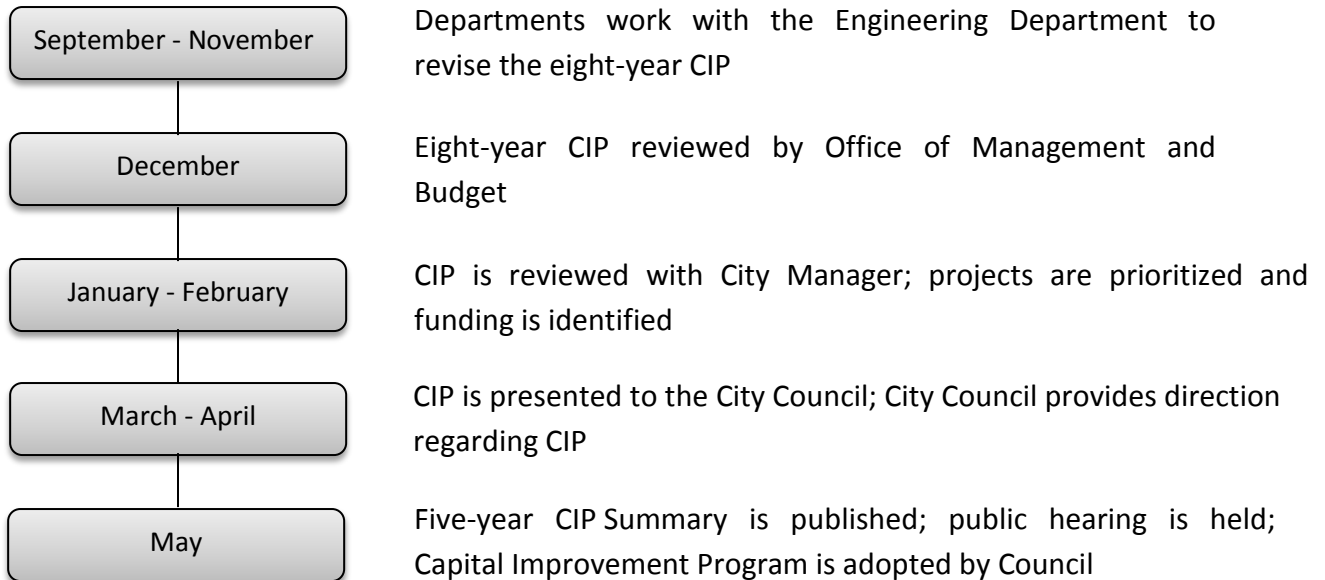 September - November
Departments work with the Engineering Department to
revise the eight-year CIP
December
Eight-year CIP reviewed by Office of Management and
Budget
January - February
CIP is reviewed with City Manager; projects are prioritized and
funding is identified
March - April
CIP is presented to the City Council; City Council provides direction
regarding CIP
May
Five-year CIP Summary is published; public hearing is held;
Capital Improvement Program is adopted by Council